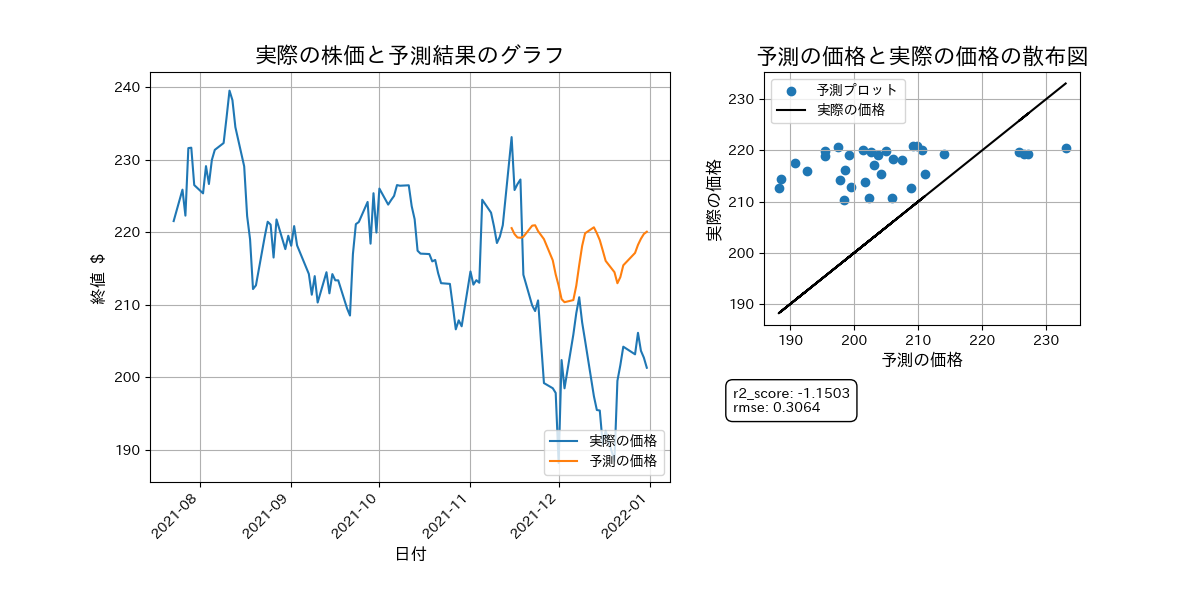 実際の株価と予測結果のグラフ
終値 $
240
230
220
210
200
190
2021-08
2021-09
2021-10
2021-11
2021-12
2022-01
日付
実際の価格
予測の価格
予測の価格と実際の価格の散布図
実際の価格
230
220
210
200
190
予測プロット
実際の価格
190
200
210
220
230
予測の価格
r2_score: -1.1503
rmse: 0.3064